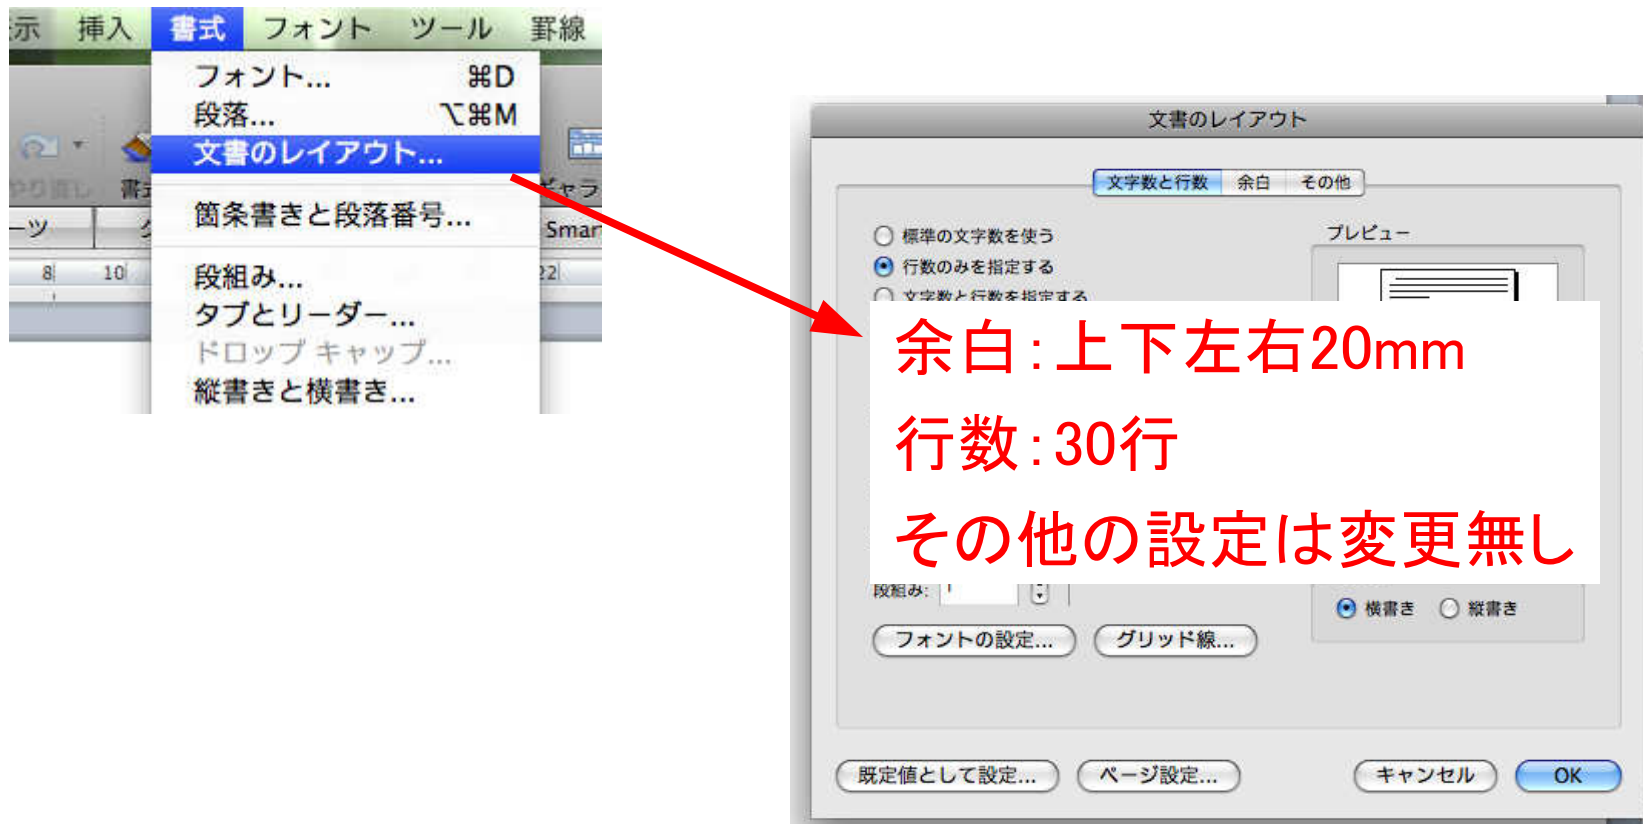 示 挿入 書式 フォント ツール 罫線
フォント... ⌘D
段落... ⌥⌘M
文書のレイアウト...
やり直し 書式 ギャラ
箇条書きと段落番号...
ーツ Smar
8 10 22
段組み...
タブとリーダー...
ドロップ キャップ...
縦書きと横書き...
文書のレイアウト
文字数と行数 余白 その他
標準の文字数を使う
行数のみを指定する
文字数と行数を指定する
プレビュー
余白：上下左右20mm
行数：30行
その他の設定は変更無し
段組み: 1
横書き 縦書き
フォントの設定... グリッド線...
既定値として設定... ページ設定... キャンセル OK